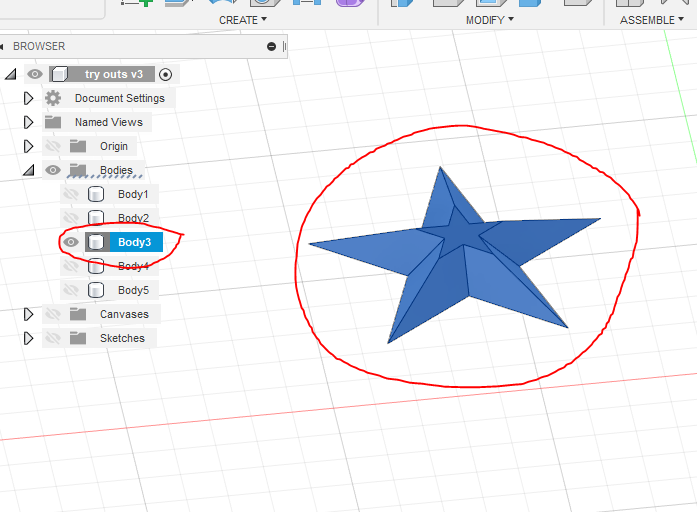 CREATE ▾ MODIFY ▾ ASSEMBLE ▾
BROWSER
try outs v3
Document Settings
Named Views
Origin
Bodies
Body1
Body2
Body3
Body4
Body5
Canvases
Sketches